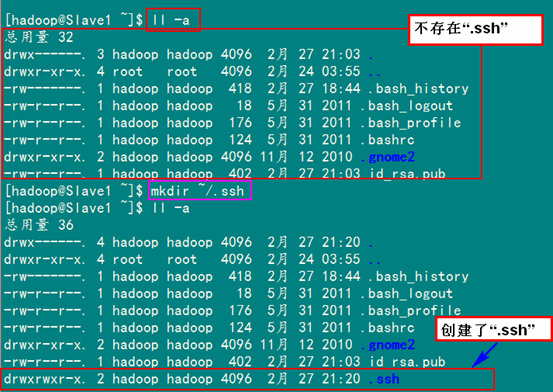 [hadoop@Slave1 ~]$ ll -a
不存在“.ssh”
总用量 32
drwx------. 3 hadoop hadoop 4096 2月 27 21:03 .
drwxr-xr-x. 4 root root 4096 2月 24 03:55 ..
-rw-------. 1 hadoop hadoop 418 2月 27 18:44 .bash_history
-rw-r--r--. 1 hadoop hadoop 18 5月 31 2011 .bash_logout
-rw-r--r--. 1 hadoop hadoop 176 5月 31 2011 .bash_profile
-rw-r--r--. 1 hadoop hadoop 124 5月 31 2011 .bashrc
drwxr-xr-x. 2 hadoop hadoop 4096 11月 12 2010 .gnome2
-rw-r--r--. 1 hadoop hadoop 402 2月 27 21:03 id_rsa.pub
[hadoop@Slave1 ~]$ mkdir ~/.ssh
[hadoop@Slave1 ~]$ ll -a
总用量 36
drwx------. 4 hadoop hadoop 4096 2月 27 21:20 .
drwxr-xr-x. 4 root root 4096 2月 24 03:55 ..
-rw-------. 1 hadoop hadoop 418 2月 27 18:44 .bash_history
-rw-r--r--. 1 hadoop hadoop 18 5月 31 2011 .bash_logout
-rw-r--r--. 1 hadoop hadoop 176 5月 31 2011 .bash_profile
-rw-r--r--. 1 hadoop hadoop 124 5月 31 2011 .bashrc
创建了“.ssh”
drwxr-xr-x. 2 hadoop hadoop 4096 11月 12 2010 .gnome2
-rw-r--r--. 1 hadoop hadoop 402 2月 27 21:03 id_rsa.pub
drwxrwxr-x. 2 hadoop hadoop 4096 2月 27 21:20 .ssh